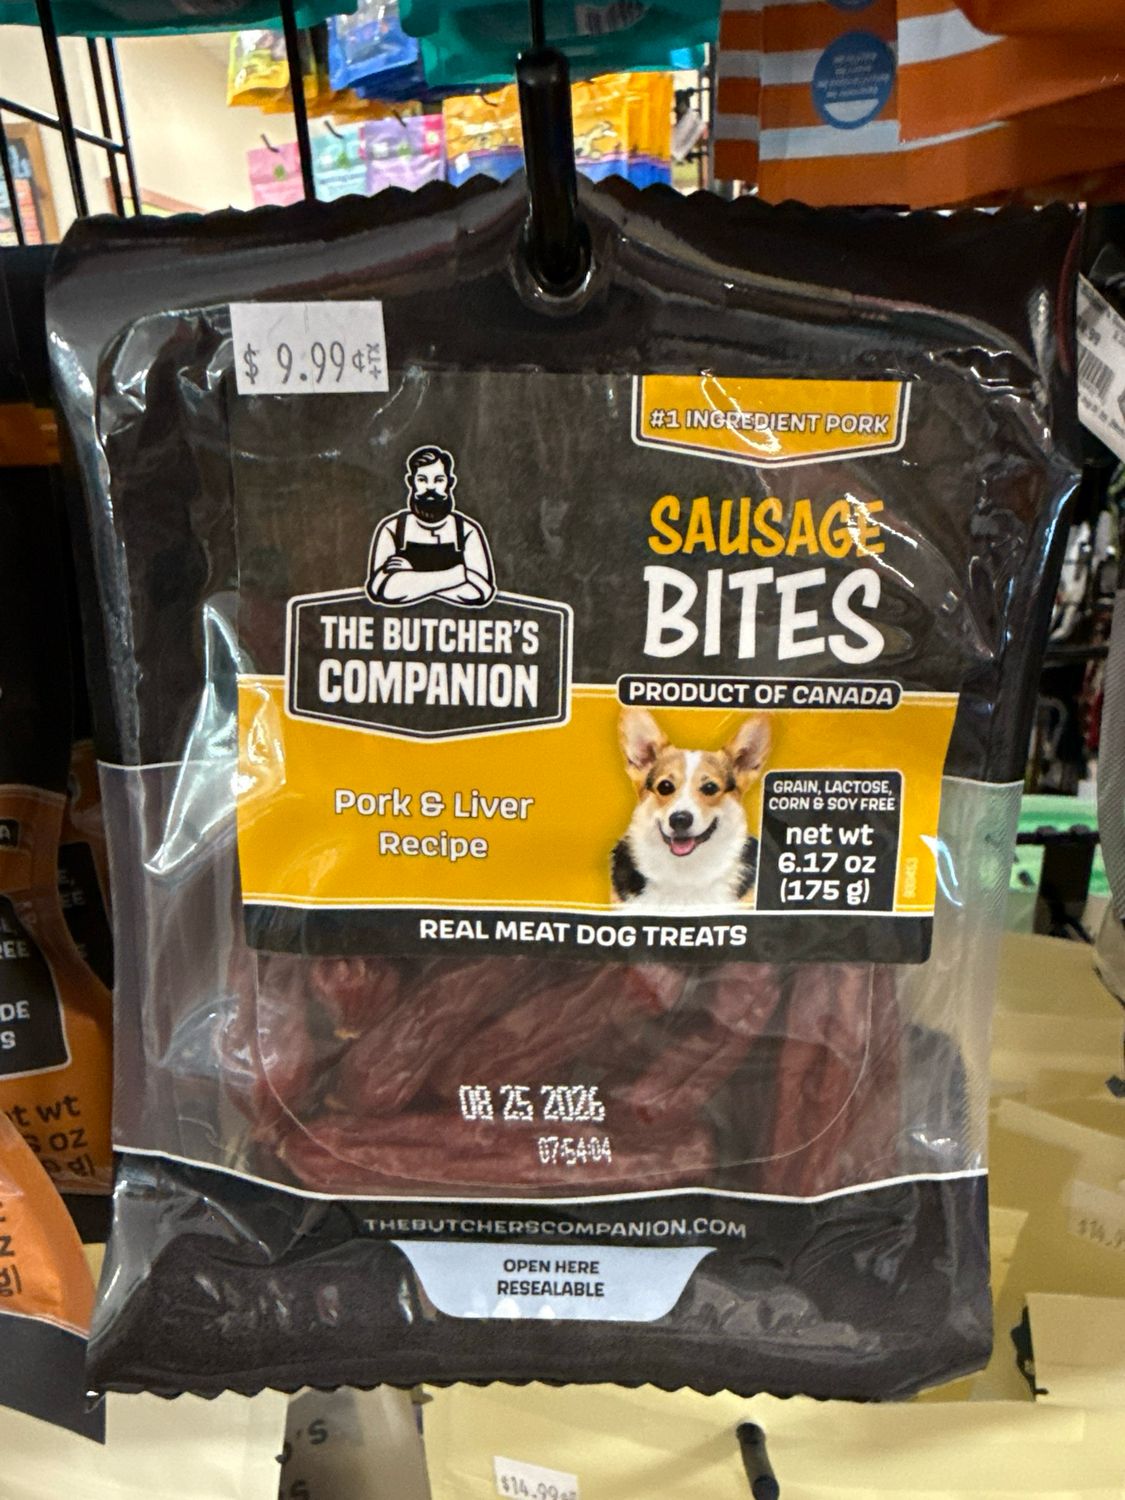 $ 9.99¢
#1 INGREDIENT PORK
SAUSAGE
BITES
THE BUTCHER'S
COMPANION
PRODUCT OF CANADA
Pork & Liver
Recipe
GRAIN, LACTOSE,
CORN & SOY FREE
net wt
6.17 oz
(175 g)
REAL MEAT DOG TREATS
08 25 2026
07:54:04
THEBUTCHERSCOMPANION.COM
OPEN HERE
RESEALABLE
$14.99